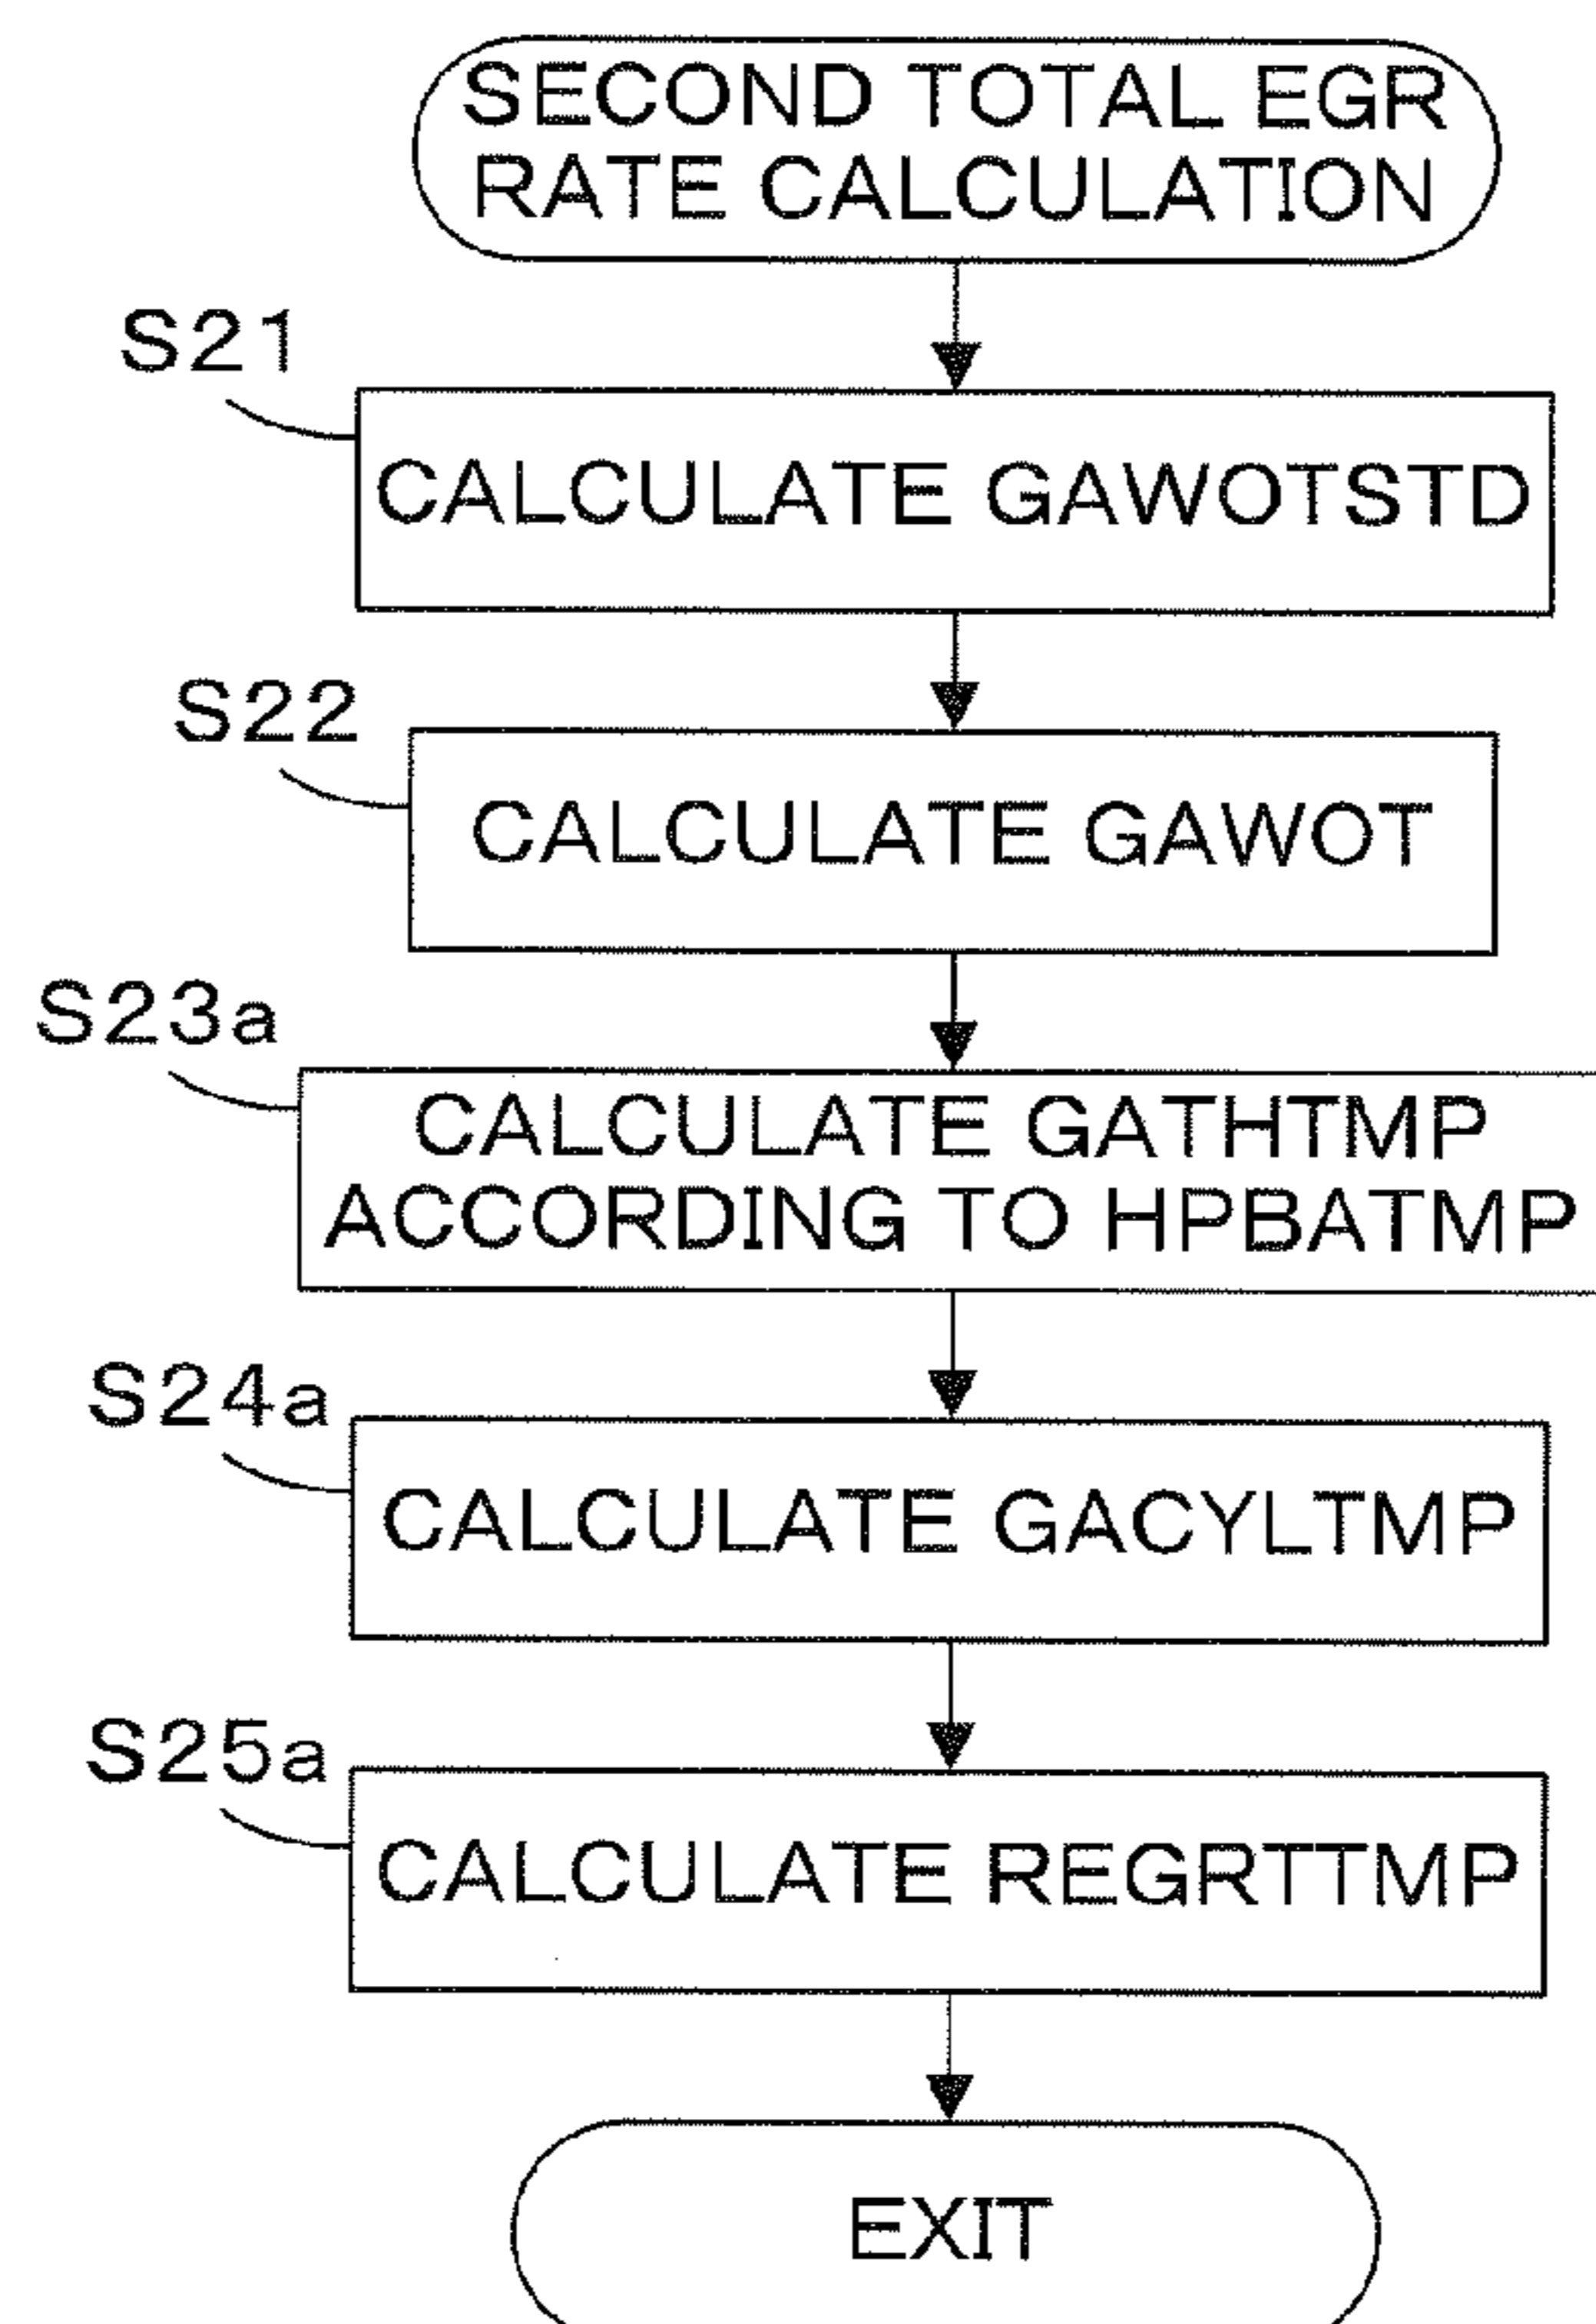 SECOND TOTAL EGR
RATE CALCULATION
S21
CALCULATE GAWOTSTD
S22
CALCULATE GAWOT
S23a
CALCULATE GATHTMP
ACCORDING TO HPBATMP
S24a
CALCULATE GACYLTMP
S25a
CALCULATE REGRTTMP
EXIT